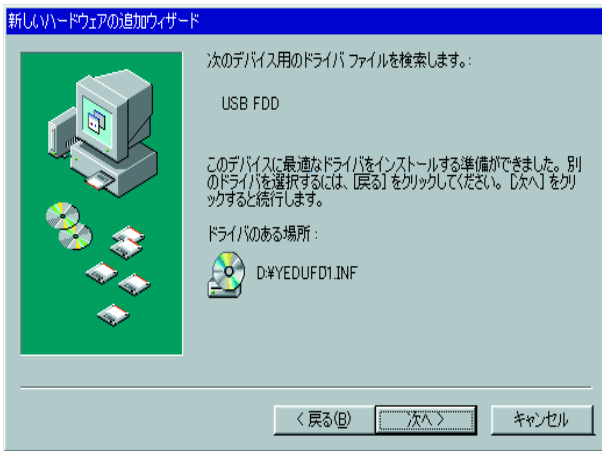 新しいハードウェアの追加ウィザード
次のデバイス用のドライバ ファイルを検索します。:
USB FDD
このデバイスに最適なドライバをインストールする準備ができました。別
のドライバを選択するには、[戻る] をクリックしてください。[次へ] をクリ
ックすると続行します。
ドライバのある場所:
D:¥YEDUFD1.INF
< 戻る(B)
次へ >
キャンセル